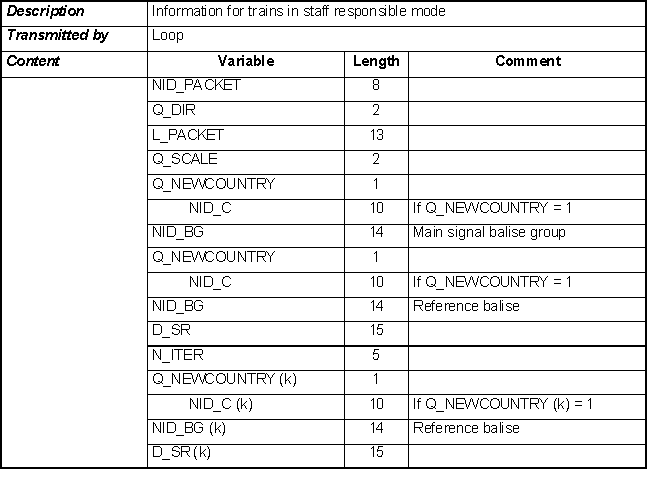 Description Information for trains in staff responsible mode
Transmitted by Loop
Content Variable Length Comment
NID_PACKET 8
Q_DIR 2
L_PACKET 13
Q_SCALE 2
Q_NEWCOUNTRY 1
NID_C 10 If Q_NEWCOUNTRY = 1
NID_BG 14 Main signal balise group
Q_NEWCOUNTRY 1
NID_C 10 If Q_NEWCOUNTRY = 1
NID_BG 14 Reference balise
D_SR 15
N_ITER 5
Q_NEWCOUNTRY (k) 1
NID_C (k) 10 If Q_NEWCOUNTRY (k) = 1
NID_BG (k) 14 Reference balise
D_SR (k) 15